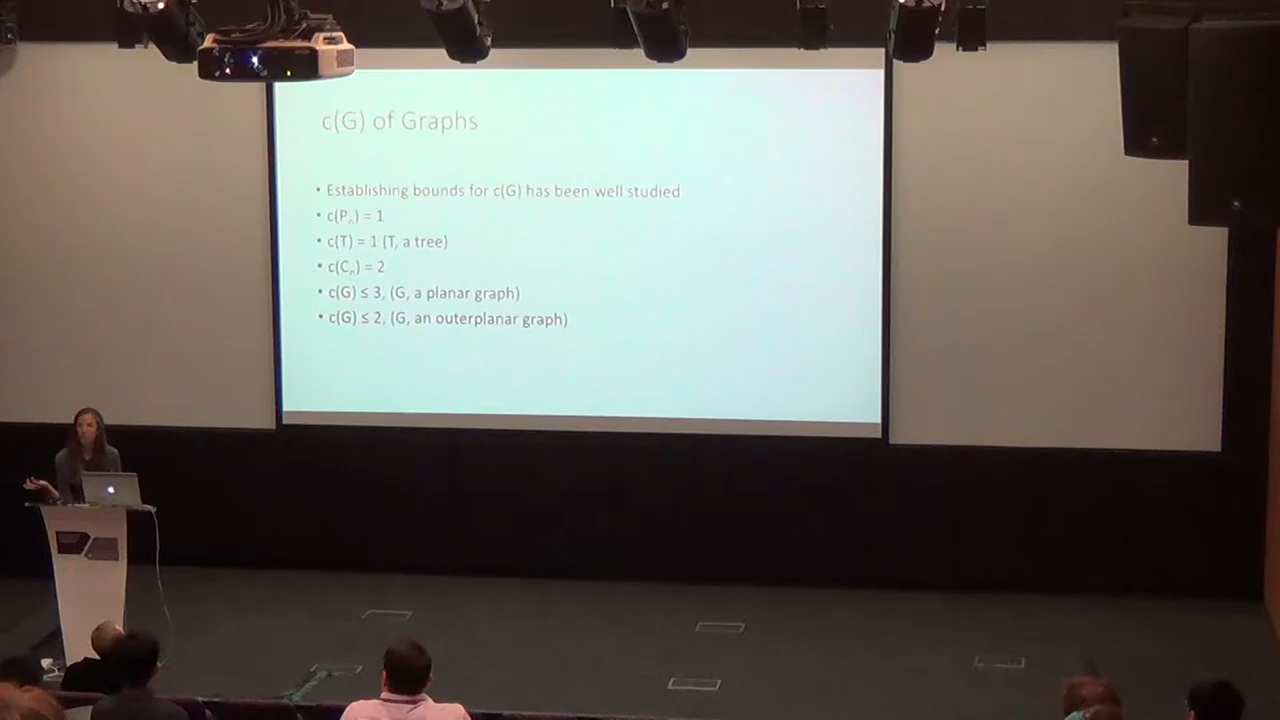 c(G) of Graphs
• Establishing bounds for c(G) has been well studied
• c(Pn) = 1
• c(T) = 1 (T, a tree)
• c(Cn) = 2
• c(G) ≤ 3, (G, a planar graph)
• c(G) ≤ 2, (G, an outerplanar graph)